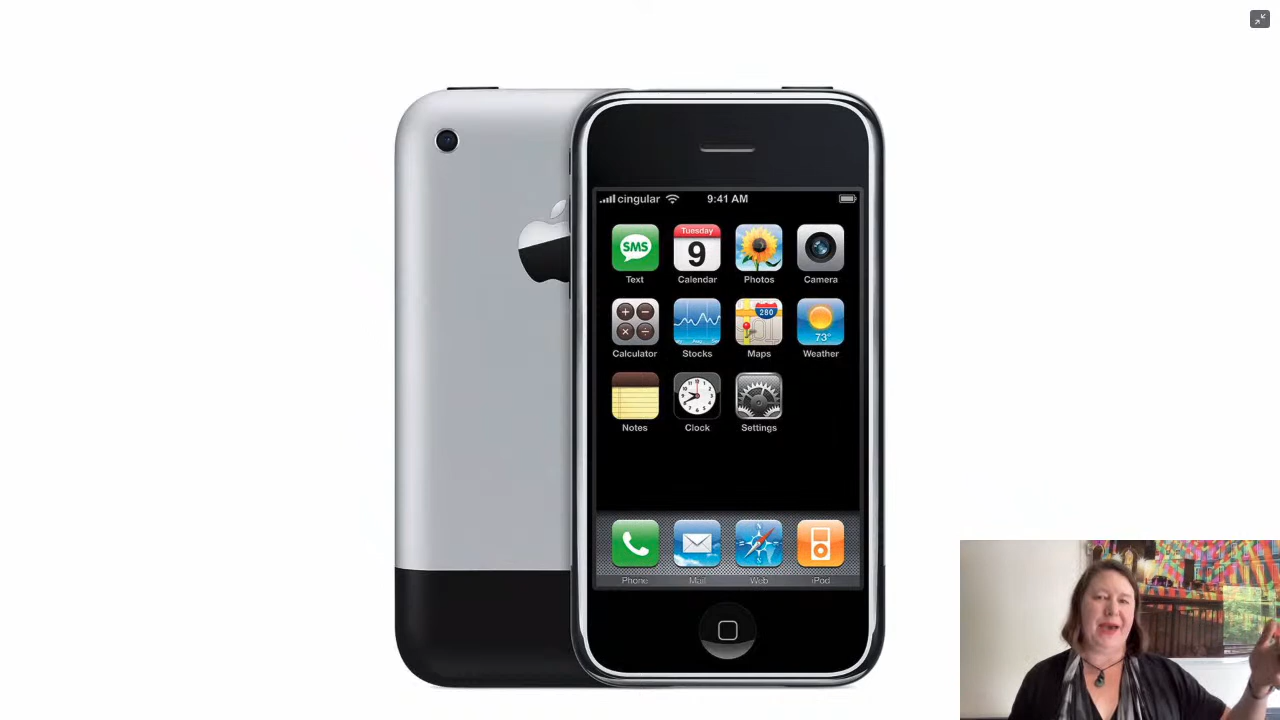 cingular 9:41 AM
SMS Tuesday 9
Text Calendar Photos Camera
280 73°
Calculator Stocks Maps Weather
Notes Clock Settings
Phone Mail Web iPod